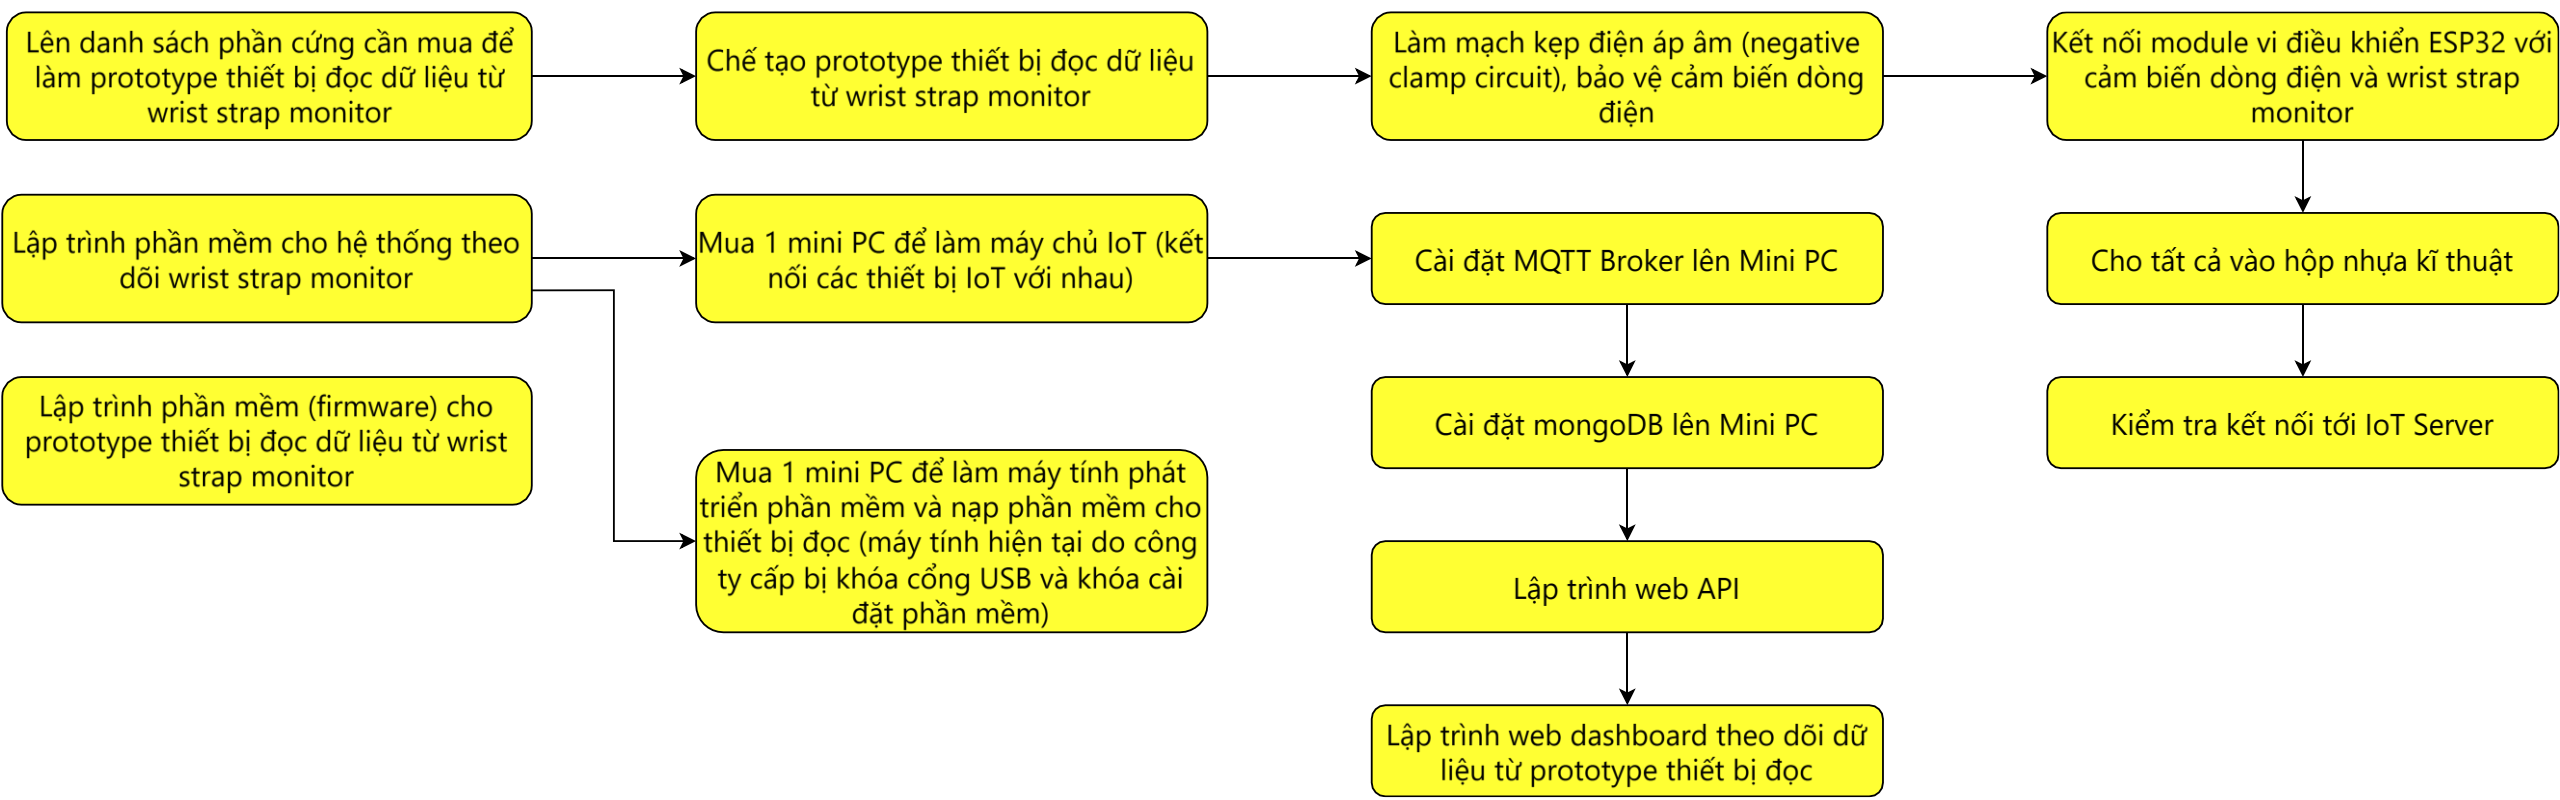 Lên danh sách phần cứng cần mua để
làm prototype thiết bị đọc dữ liệu từ
wrist strap monitor
Chế tạo prototype thiết bị đọc dữ liệu
từ wrist strap monitor
Làm mạch kẹp điện áp âm (negative
clamp circuit), bảo vệ cảm biến dòng
điện
Kết nối module vi điều khiển ESP32 với
cảm biến dòng điện và wrist strap
monitor
Lập trình phần mềm cho hệ thống theo
dõi wrist strap monitor
Mua 1 mini PC để làm máy chủ IoT (kết
nối các thiết bị IoT với nhau)
Cài đặt MQTT Broker lên Mini PC
Cho tất cả vào hộp nhựa kĩ thuật
Lập trình phần mềm (firmware) cho
prototype thiết bị đọc dữ liệu từ wrist
strap monitor
Cài đặt mongoDB lên Mini PC
Kiểm tra kết nối tới IoT Server
Mua 1 mini PC để làm máy tính phát
triển phần mềm và nạp phần mềm cho
thiết bị đọc (máy tính hiện tại do công
ty cấp bị khóa cổng USB và khóa cài
đặt phần mềm)
Lập trình web API
Lập trình web dashboard theo dõi dữ
liệu từ prototype thiết bị đọc